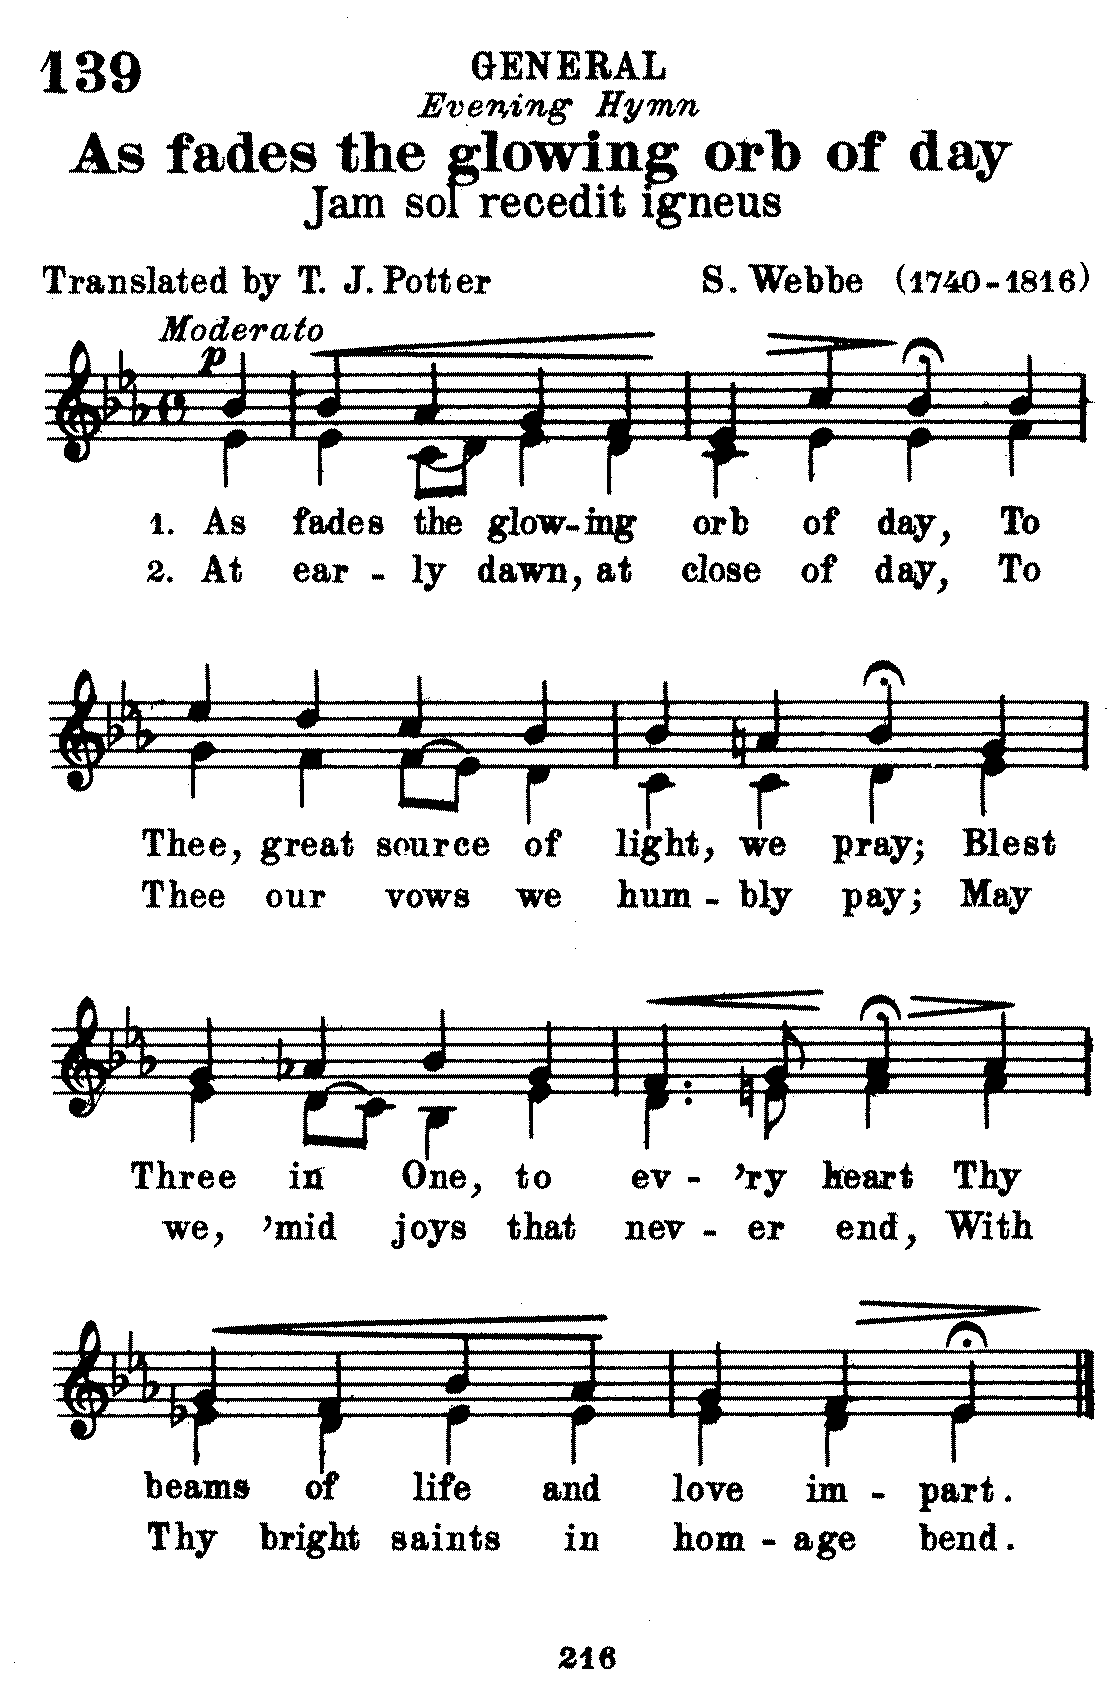 139
GENERAL
Evening Hymn
As fades the glowing orb of day
Jam sol recedit igneus
Translated by T. J. Potter
S. Webbe (1740-1816)
Moderato
p
1. As fades the glow-ing orb of day, To
2. At ear - ly dawn, at close of day, To
Thee, great source of light, we pray; Blest
Thee our vows we hum - bly pay; May
Three in One, to ev - 'ry heart Thy
we, 'mid joys that nev - er end, With
beams of life and love im - part.
Thy bright saints in hom - age bend.
216